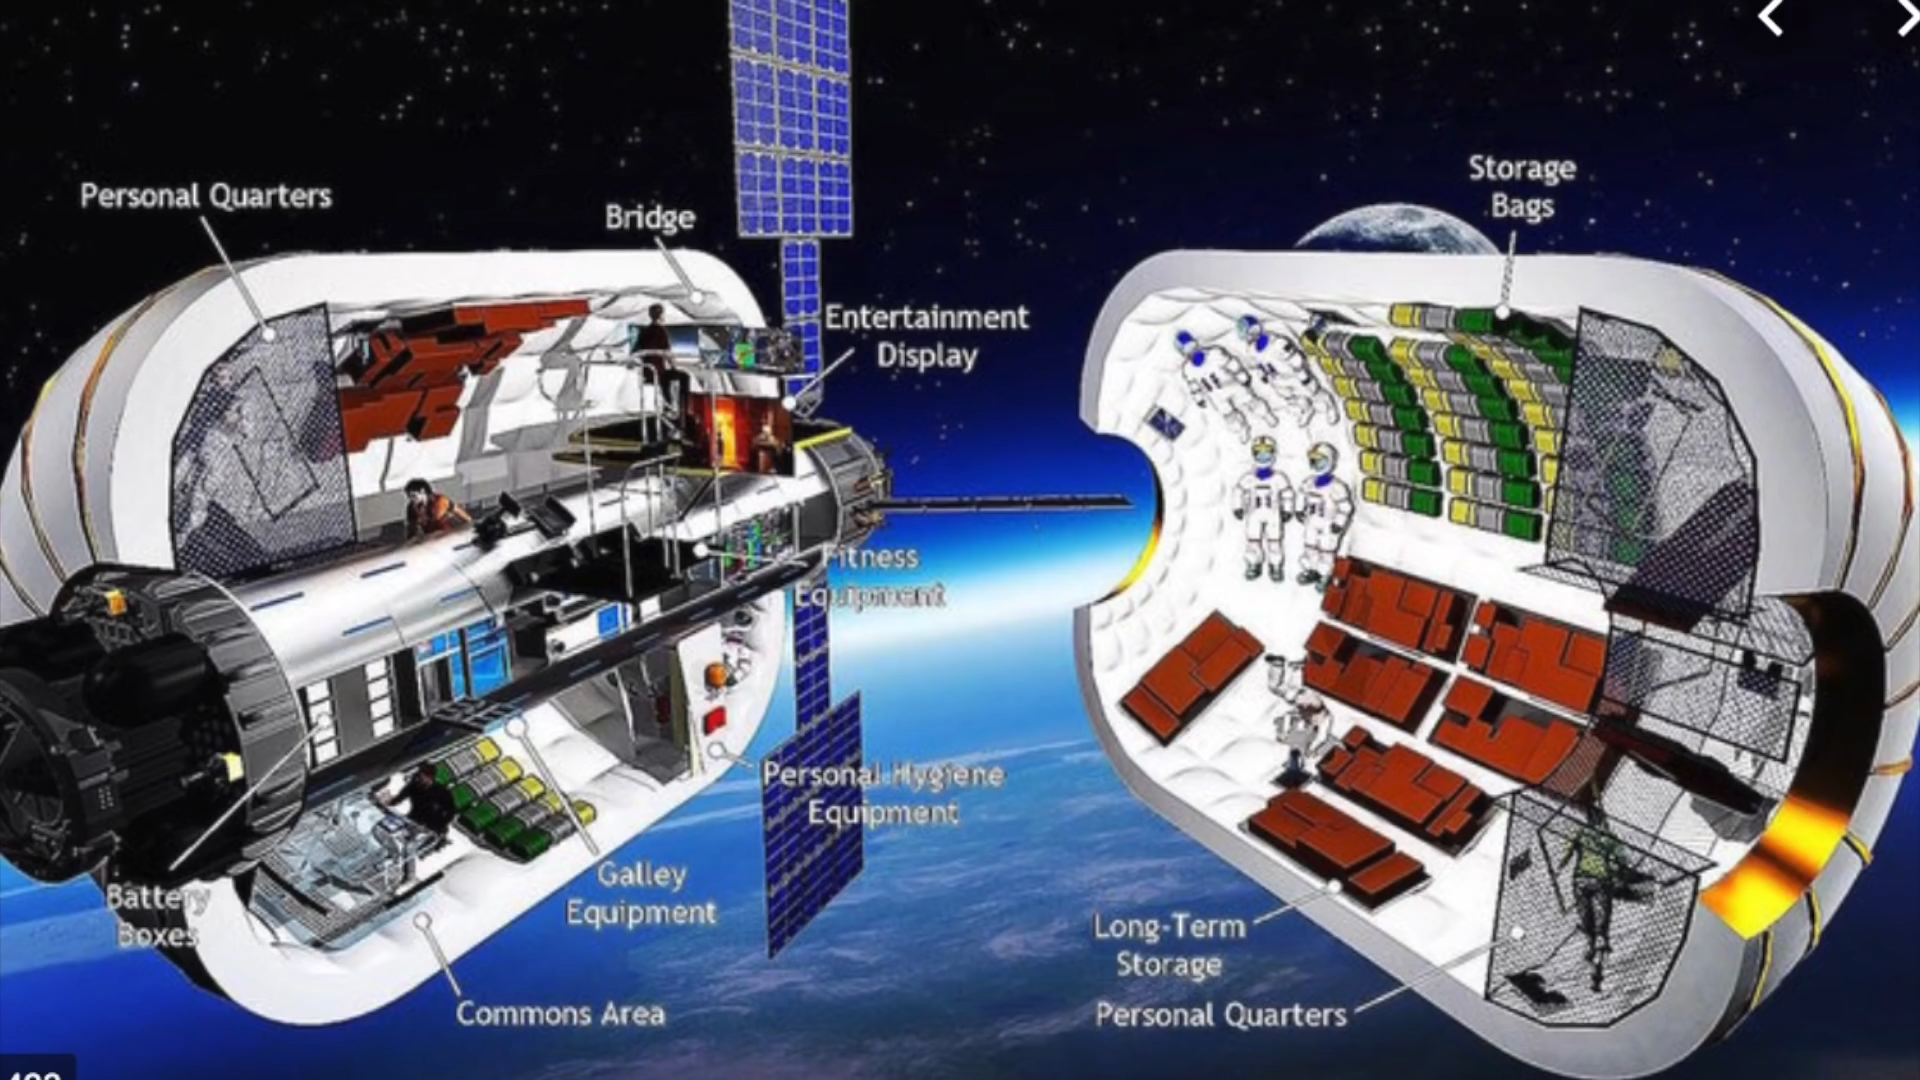 Storage
Bags
Personal Quarters
Bridge
Entertainment
Display
Fitness
Equipment
Personal Hygiene
Equipment
Galley
Equipment
Battery
Boxes
Long-Term
Storage
Commons Area
Personal Quarters